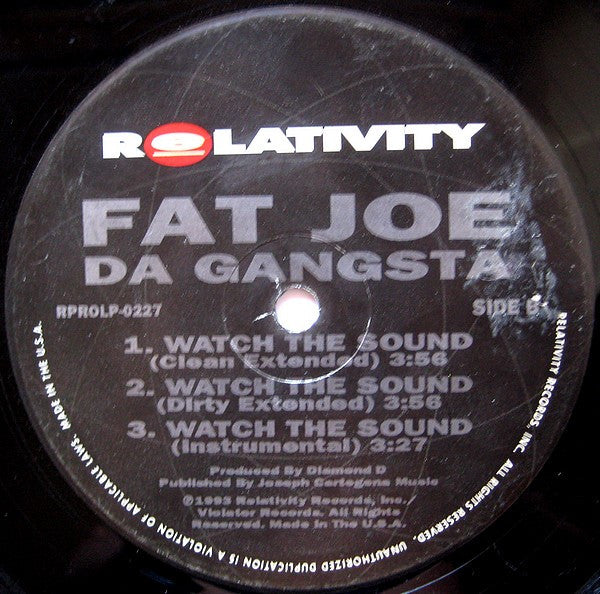 RELATIVITY
FAT JOE
DA GANGSTA
RPROLP-0227
SIDE B
1. WATCH THE SOUND
(Clean Extended) 3:56
2. WATCH THE SOUND
(Dirty Extended) 3:56
3. WATCH THE SOUND
(Instrumental) 3:27
Produced By Diamond D
Published By Joseph Cartagena Music
℗1993 Relativity Records, Inc./
Violator Records. All Rights
Reserved. Made In The U.S.A.
RELATIVITY RECORDS, INC. ALL RIGHTS RESERVED. UNAUTHORIZED DUPLICATION IS A VIOLATION OF APPLICABLE LAWS. MADE IN THE U.S.A.